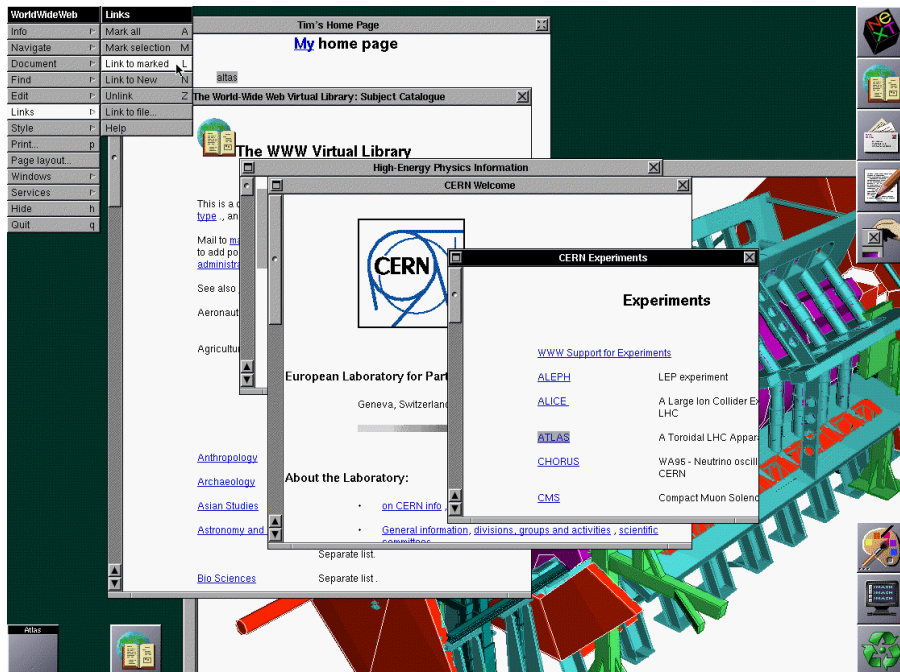 WorldWideWeb
Info
Navigate
Document
Find
Edit
Links
Style
Print... p
Page layout...
Windows
Services
Hide h
Quit q
Links
Mark all A
Mark selection M
Link to marked L
Link to New N
Unlink Z
Link to file...
Help
Tim's Home Page
My home page
altas
The World-Wide Web Virtual Library: Subject Catalogue
The WWW Virtual Library
This is a
type ., an
Mail to
to add po
administr
See also
Aeronaut
Agricultu
Anthropology
Archaeology
Asian Studies
Astronomy and
Separate list.
Bio Sciences Separate list .
High-Energy Physics Information
CERN Welcome
CERN
European Laboratory for Part
Geneva, Switzerland
About the Laboratory:
· on CERN info ,
· General information, divisions, groups and activities , scientific
committees
CERN Experiments
Experiments
WWW Support for Experiments
ALEPH LEP experiment
ALICE A Large Ion Collider Ex
LHC
ATLAS A Toroidal LHC Appar
CHORUS WA95 - Neutrino oscill
CERN
CMS Compact Muon Soleno
NeXT
Atlas